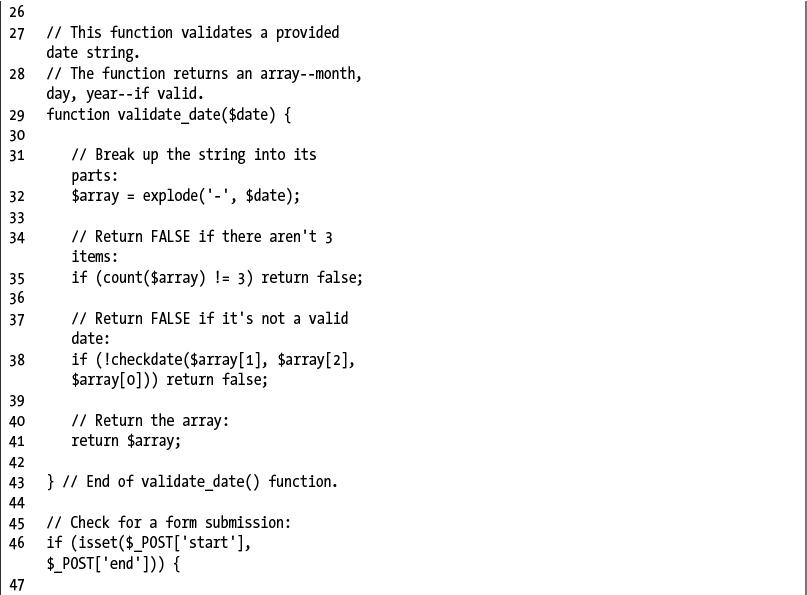 26
27 // This function validates a provided
date string.
28 // The function returns an array--month,
day, year--if valid.
29 function validate_date($date) {
30
31 // Break up the string into its
parts:
32 $array = explode('-', $date);
33
34 // Return FALSE if there aren't 3
items:
35 if (count($array) != 3) return false;
36
37 // Return FALSE if it's not a valid
date:
38 if (!checkdate($array[1], $array[2],
$array[0])) return false;
39
40 // Return the array:
41 return $array;
42
43 } // End of validate_date() function.
44
45 // Check for a form submission:
46 if (isset($_POST['start'],
$_POST['end'])) {
47